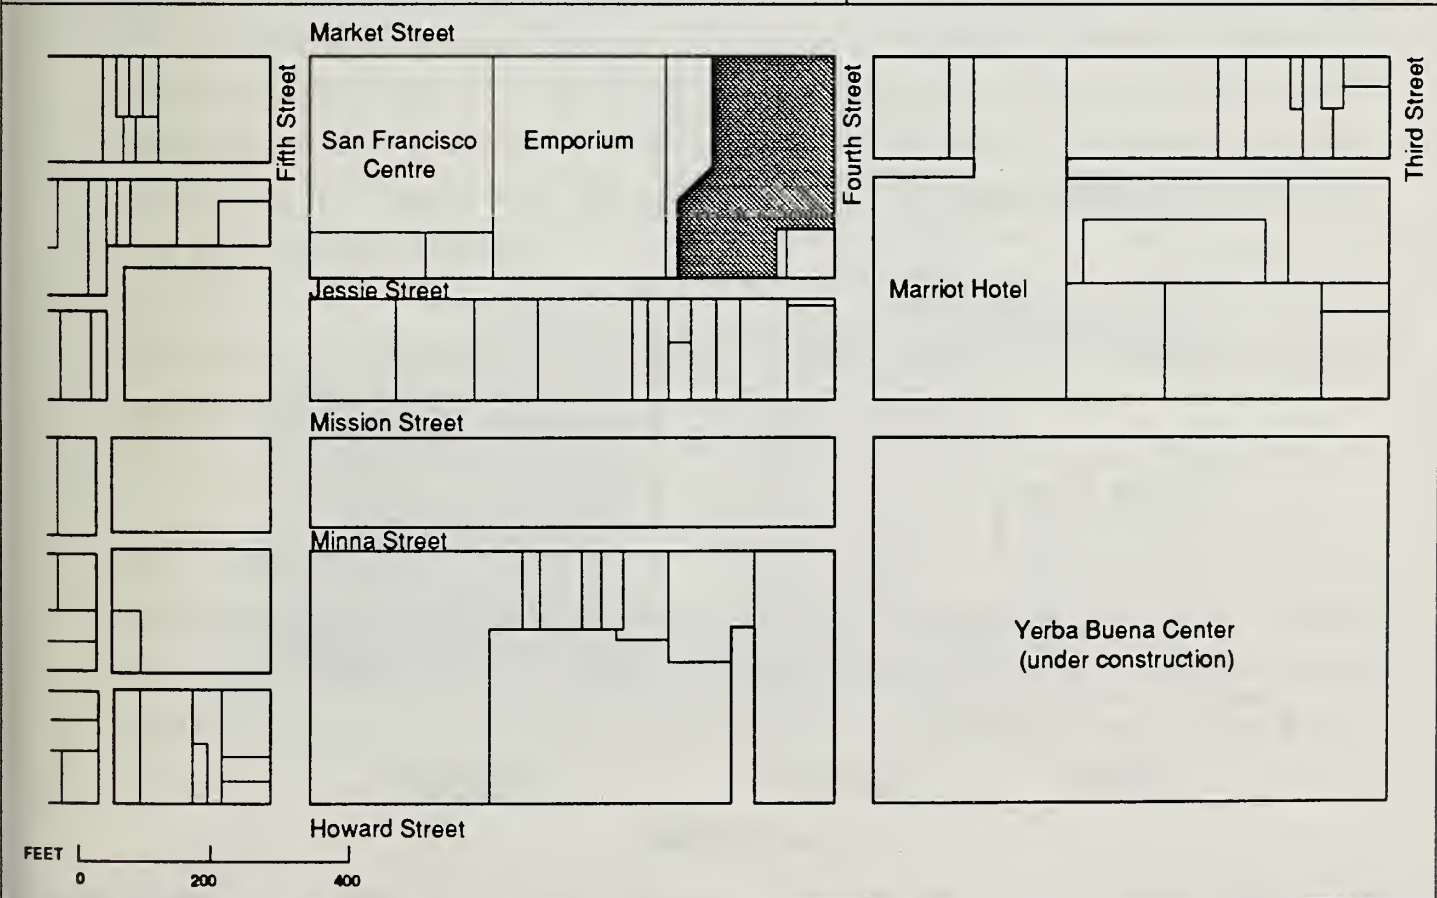 Market Street
Fifth Street
San Francisco
Centre
Emporium
Fourth Street
Third Street
Jessie Street
Marriot Hotel
Mission Street
Minna Street
Yerba Buena Center
(under construction)
Howard Street
FEET
0 200 400